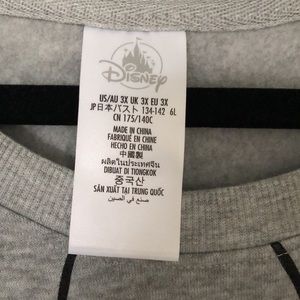 Disney
US/AU 3X UK 3X EU 3X
JP日本バスト 134-142 6L
CN 175/140C
MADE IN CHINA
FABRIQUÉ EN CHINE
HECHO EN CHINA
中國製
ผลิตในประเทศจีน
DIBUAT DI TIONGKOK
중국산
SẢN XUẤT TẠI TRUNG QUỐC
صنع في الصين